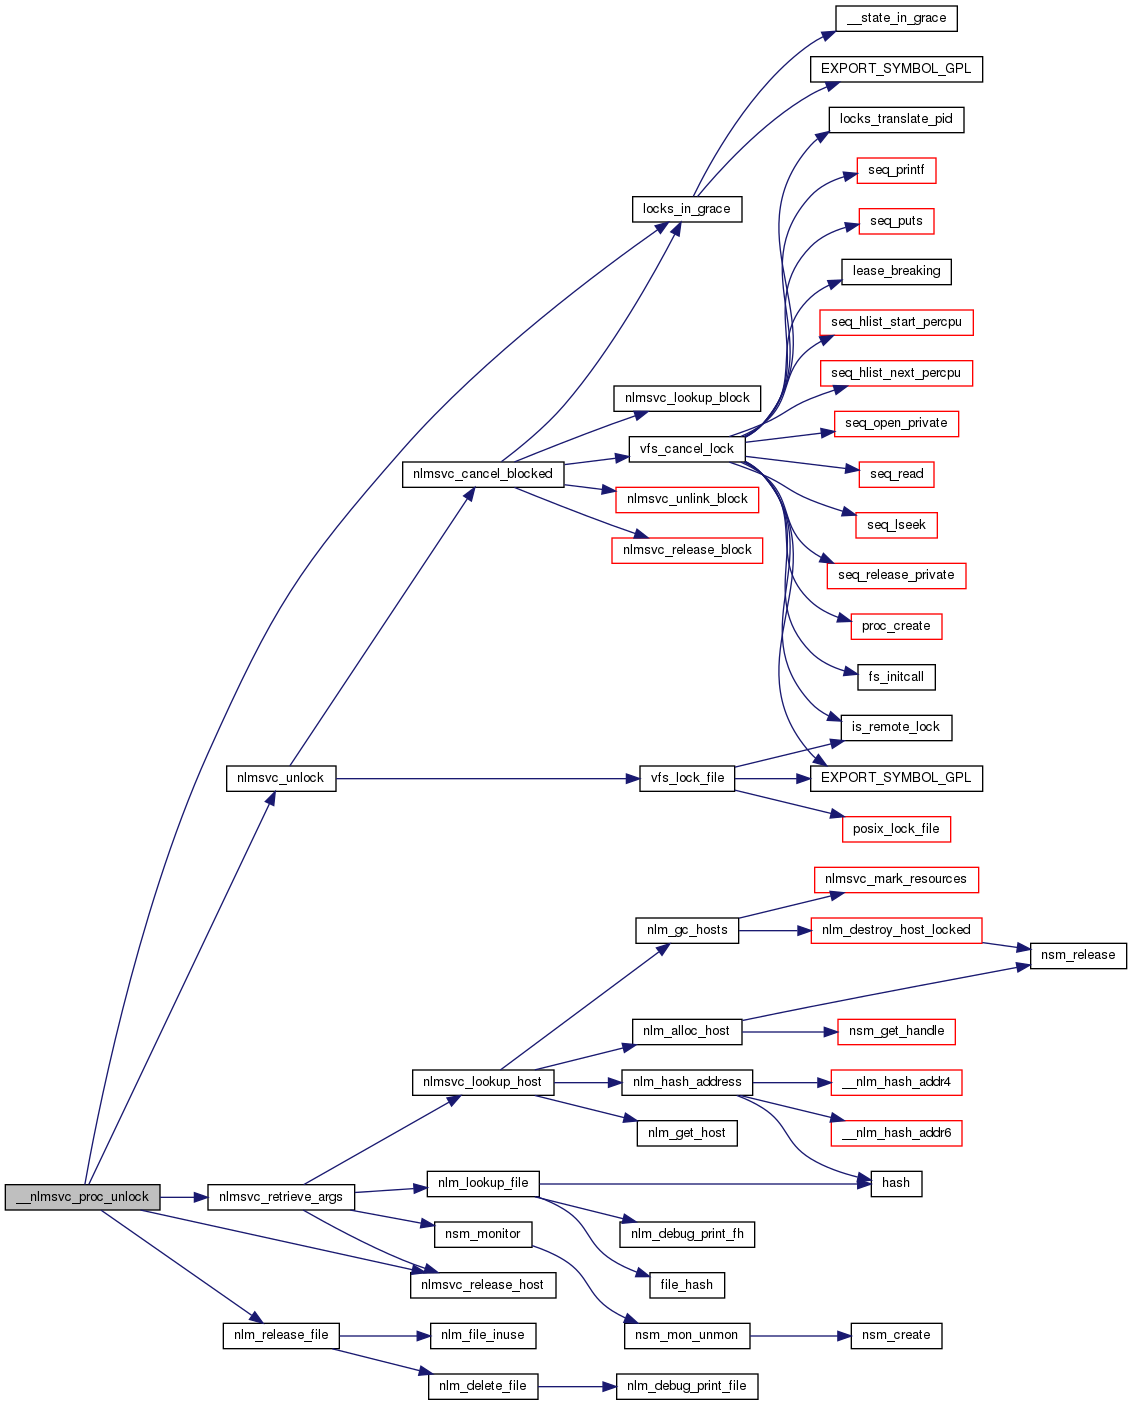 __state_in_grace
EXPORT_SYMBOL_GPL
locks_translate_pid
seq_printf
locks_in_grace
seq_puts
lease_breaking
seq_hlist_start_percpu
seq_hlist_next_percpu
nlmsvc_lookup_block
seq_open_private
vfs_cancel_lock
nlmsvc_cancel_blocked
seq_read
nlmsvc_unlink_block
seq_lseek
nlmsvc_release_block
seq_release_private
proc_create
fs_initcall
is_remote_lock
nlmsvc_unlock
vfs_lock_file
EXPORT_SYMBOL_GPL
posix_lock_file
nlmsvc_mark_resources
nlm_gc_hosts
nlm_destroy_host_locked
nsm_release
nlm_alloc_host
nsm_get_handle
nlmsvc_lookup_host
nlm_hash_address
__nlm_hash_addr4
nlm_get_host
__nlm_hash_addr6
nlm_lookup_file
hash
__nlmsvc_proc_unlock
nlmsvc_retrieve_args
nsm_monitor
nlm_debug_print_fh
nlmsvc_release_host
file_hash
nlm_release_file
nlm_file_inuse
nsm_mon_unmon
nsm_create
nlm_delete_file
nlm_debug_print_file